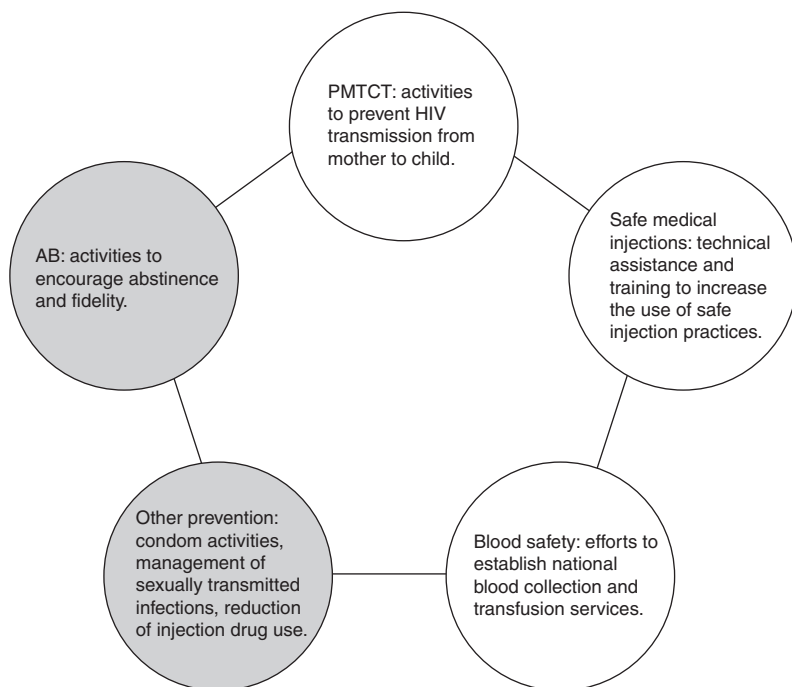 PMTCT: activities
to prevent HIV
transmission from
mother to child.
Safe medical
injections: technical
assistance and
training to increase
the use of safe
injection practices.
Blood safety: efforts to
establish national
blood collection and
transfusion services.
Other prevention:
condom activities,
management of
sexually transmitted
infections, reduction
of injection drug use.
AB: activities to
encourage abstinence
and fidelity.